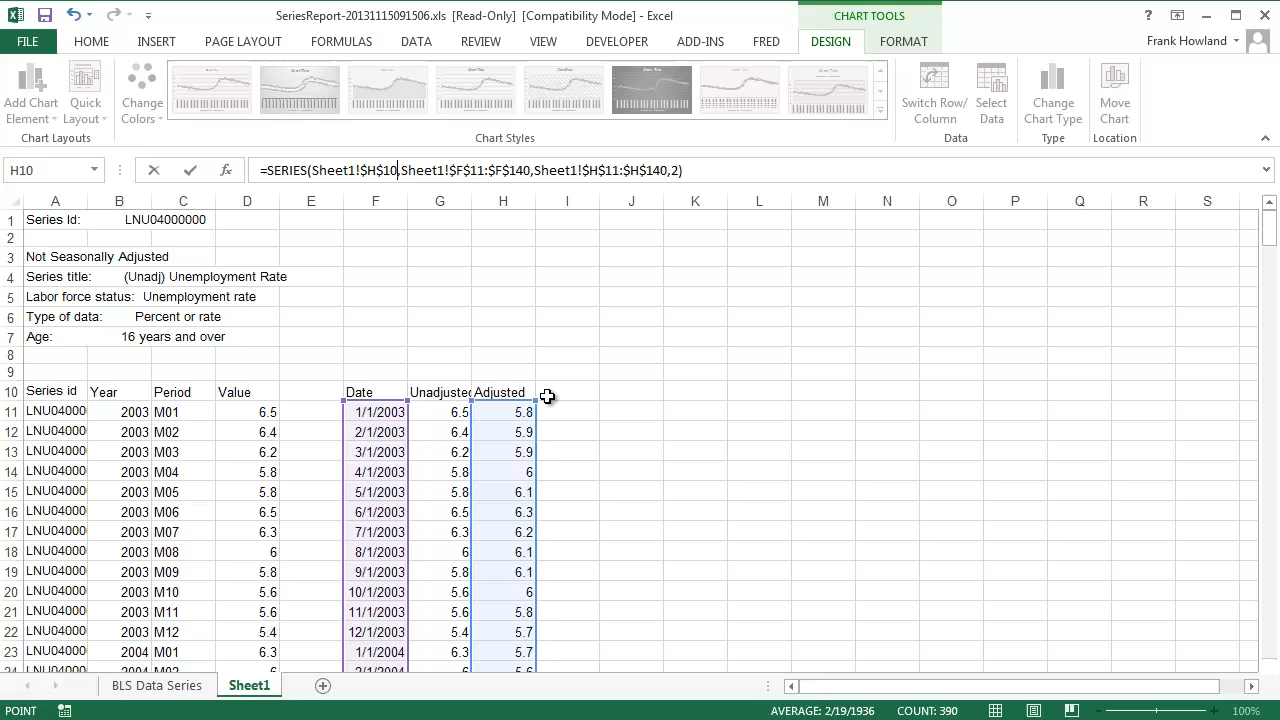 SeriesReport-20131115091506.xls [Read-Only] [Compatibility Mode] - Excel
CHART TOOLS
FILE HOME INSERT PAGE LAYOUT FORMULAS DATA REVIEW VIEW DEVELOPER ADD-INS FRED DESIGN FORMAT Frank Howland
Add Chart Element Quick Layout Change Colors Switch Row/ Column Select Data Change Chart Type Move Chart
Chart Layouts Chart Styles Data Type Location
H10 fx =SERIES(Sheet1!$H$10,Sheet1!$F$11:$F$140,Sheet1!$H$11:$H$140,2)
A B C D E F G H I J K L M N O P Q R S
1 Series Id: LNU04000000
2
3 Not Seasonally Adjusted
4 Series title: (Unadj) Unemployment Rate
5 Labor force status: Unemployment rate
6 Type of data: Percent or rate
7 Age: 16 years and over
8
9
10 Series id Year Period Value Date Unadjuste Adjusted
11 LNU04000 2003 M01 6.5 1/1/2003 6.5 5.8
12 LNU04000 2003 M02 6.4 2/1/2003 6.4 5.9
13 LNU04000 2003 M03 6.2 3/1/2003 6.2 5.9
14 LNU04000 2003 M04 5.8 4/1/2003 5.8 6
15 LNU04000 2003 M05 5.8 5/1/2003 5.8 6.1
16 LNU04000 2003 M06 6.5 6/1/2003 6.5 6.3
17 LNU04000 2003 M07 6.3 7/1/2003 6.3 6.2
18 LNU04000 2003 M08 6 8/1/2003 6 6.1
19 LNU04000 2003 M09 5.8 9/1/2003 5.8 6.1
20 LNU04000 2003 M10 5.6 10/1/2003 5.6 6
21 LNU04000 2003 M11 5.6 11/1/2003 5.6 5.8
22 LNU04000 2003 M12 5.4 12/1/2003 5.4 5.7
23 LNU04000 2004 M01 6.3 1/1/2004 6.3 5.7
24 LNU04000 2004 M02 6 2/1/2004 6 5.6
BLS Data Series Sheet1
POINT AVERAGE: 2/19/1936 COUNT: 390 100%